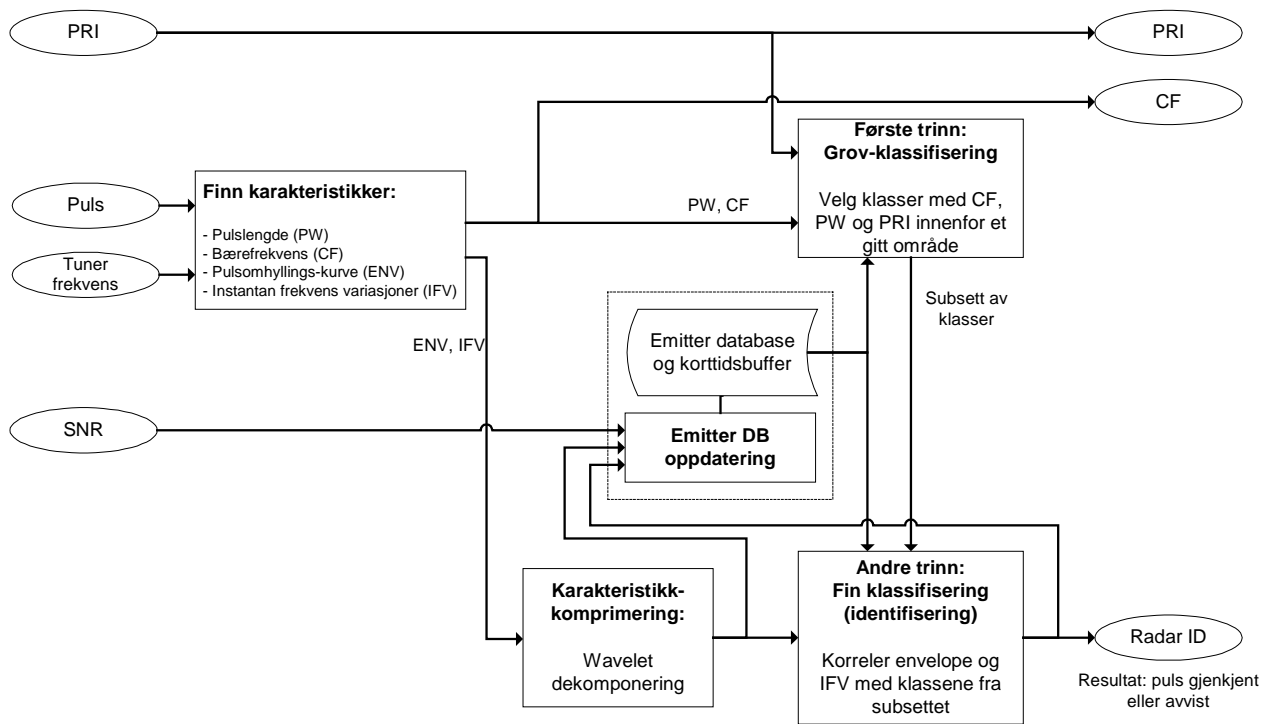 PRI
PRI
CF
Første trinn:
Grov-klassifisering
Velg klasser med CF,
PW og PRI innenfor et
gitt område
Puls
Tuner
frekvens
Finn karakteristikker:
- Pulslengde (PW)
- Bærefrekvens (CF)
- Pulsomhyllings-kurve (ENV)
- Instantan frekvens variasjoner (IFV)
PW, CF
ENV, IFV
Subsett av
klasser
Emitter database
og korttidsbuffer
SNR
Emitter DB
oppdatering
Karakteristikk-
komprimering:
Wavelet
dekomponering
Andre trinn:
Fin klassifisering
(identifisering)
Korreler envelope og
IFV med klassene fra
subsettet
Radar ID
Resultat: puls gjenkjent
eller avvist